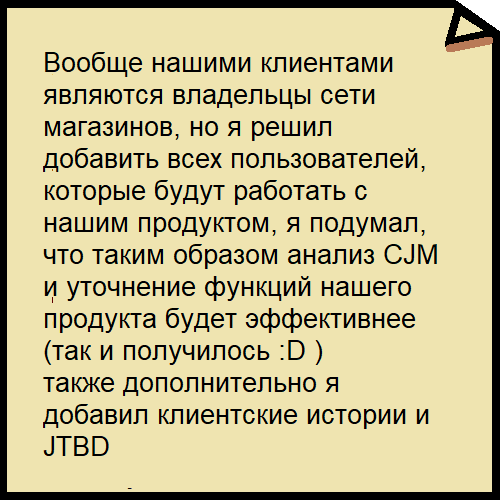 Вообще нашими клиентами
являются владельцы сети
магазинов, но я решил
добавить всех пользователей,
которые будут работать с
нашим продуктом, я подумал,
что таким образом анализ CJM
и уточнение функций нашего
продукта будет эффективнее
(так и получилось :D )
также дополнительно я
добавил клиентские истории и
JTBD